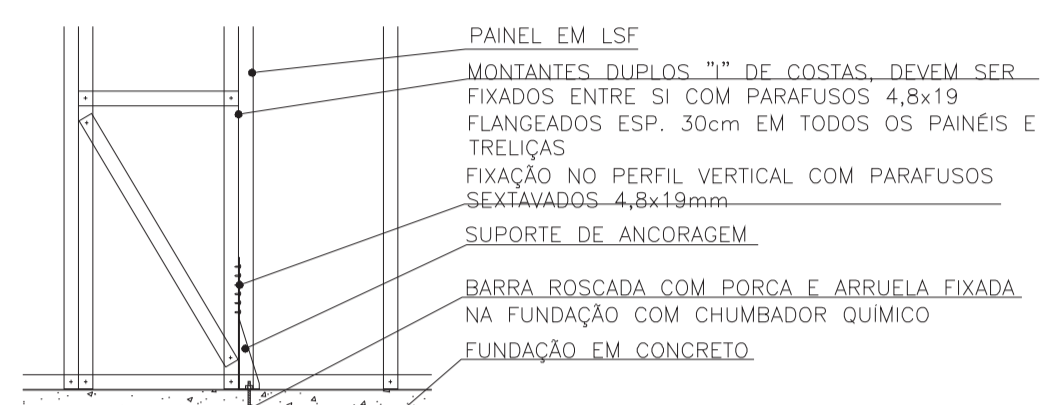 PAINEL EM LSF
MONTANTES DUPLOS "I" DE COSTAS, DEVEM SER
FIXADOS ENTRE SI COM PARAFUSOS 4,8x19
FLANGEADOS ESP. 30cm EM TODOS OS PAINÉIS E
TRELIÇAS
FIXAÇÃO NO PERFIL VERTICAL COM PARAFUSOS
SEXTAVADOS 4,8x19mm
SUPORTE DE ANCORAGEM
BARRA ROSCADA COM PORCA E ARRUELA FIXADA
NA FUNDAÇÃO COM CHUMBADOR QUÍMICO
FUNDAÇÃO EM CONCRETO